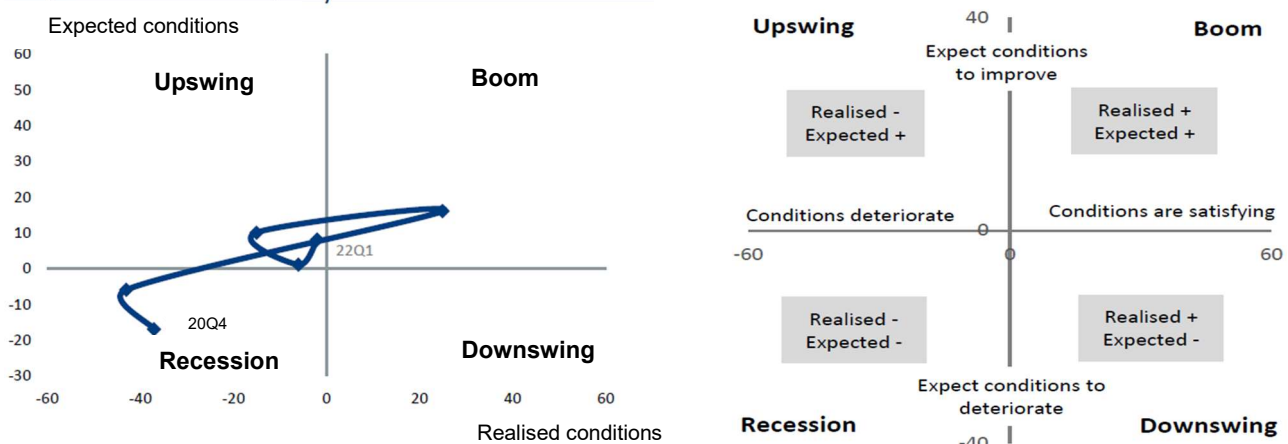 Expected conditions
60
50
40
30
20
10
0
-10
-20
-30
Upswing
Boom
22Q1
20Q4
Recession
Downswing
-60
-40
-20
0
20
40
60
Realised conditions
Upswing
40
Boom
Expect conditions
to improve
Realised -
Expected +
Realised +
Expected +
Conditions deteriorate
0
Conditions are satisfying
-60
0
60
Realised -
Expected -
Realised +
Expected -
Expect conditions to
deteriorate
Recession
Downswing
-40